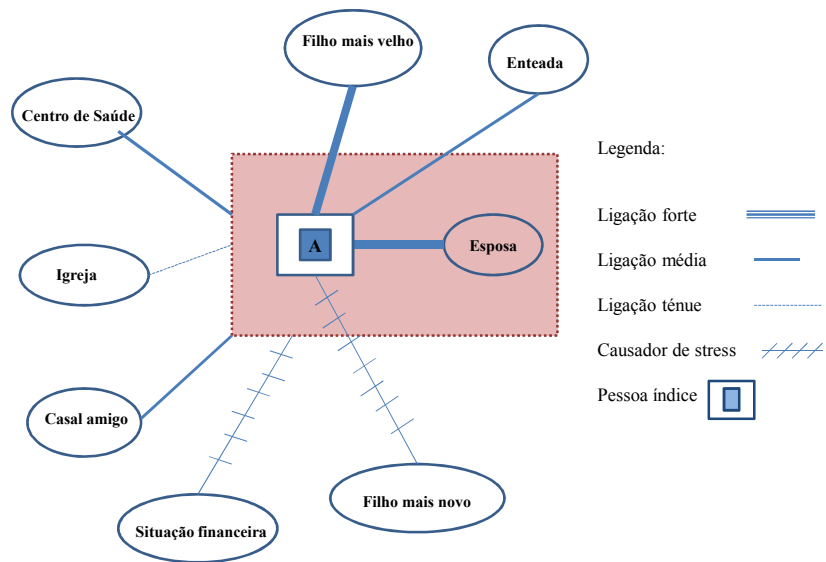 Filho mais velho
Enteada
Centro de Saúde
Igreja
A
Esposa
Casal amigo
Situação financeira
Filho mais novo
Legenda:
Ligação forte
Ligação média
Ligação ténue
Causador de stress
Pessoa índice